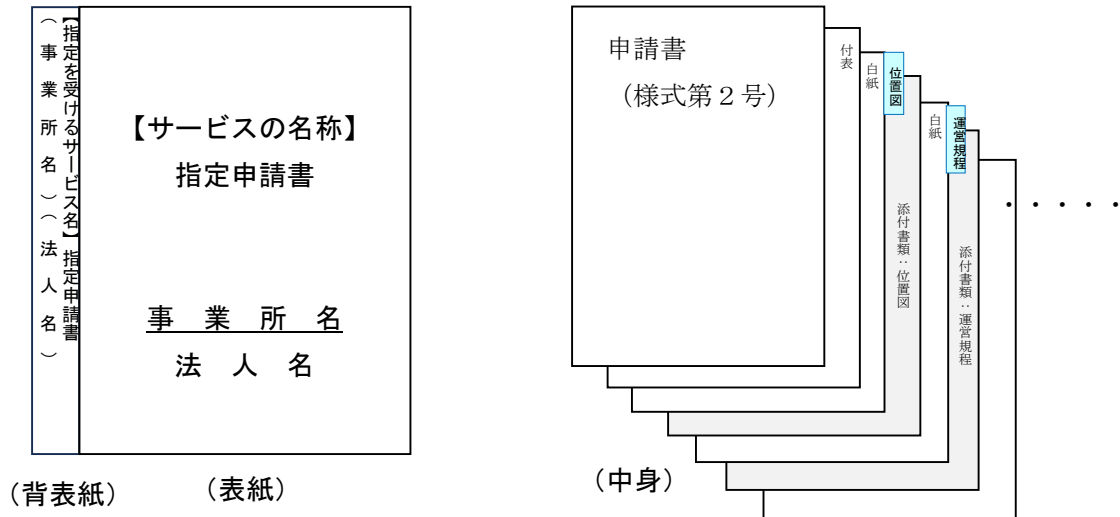 【指定を受けるサービス名】指定申請書
（事業所名）（法人名）
【サービスの名称】
指定申請書
事　業　所　名
法　人　名
（背表紙）
（表紙）
申請書
（様式第２号）
付表
白紙
位置図
添付書類：位置図
白紙
運営規程
添付書類：運営規程
・・・・・
（中身）